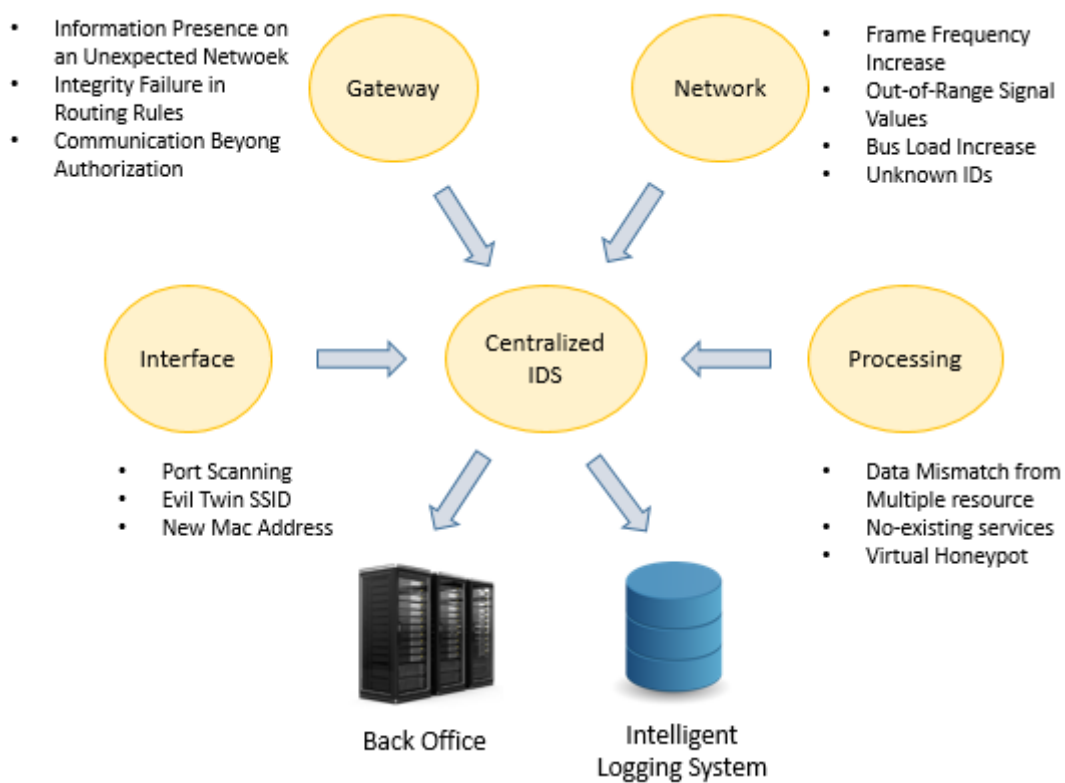 Information Presence on
an Unexpected Netwoek
Integrity Failure in
Routing Rules
Communication Beyong
Authorization
Gateway
Network
Frame Frequency
Increase
Out-of-Range Signal
Values
Bus Load Increase
Unknown IDs
Interface
Centralized
IDS
Processing
Port Scanning
Evil Twin SSID
New Mac Address
Data Mismatch from
Multiple resource
No-existing services
Virtual Honeypot
Back Office
Intelligent
Logging System